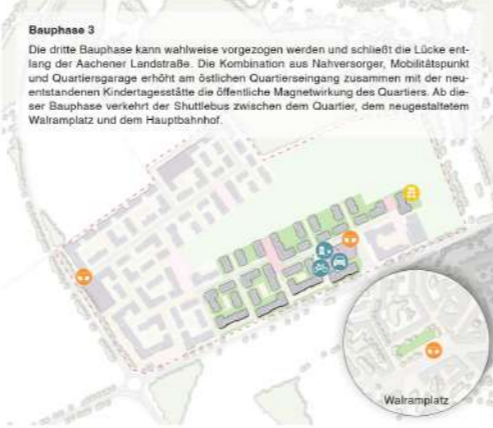 Bauphase 3
Die dritte Bauphase kann wahlweise vorgezogen werden und schließt die Lücke ent-
lang der Aachener Landstraße. Die Kombination aus Nahversorger, Mobilitätspunkt
und Quartiersgarage erhöht am östlichen Quartierseingang zusammen mit der neu-
entstandenen Kindertagesstätte die öffentliche Magnetwirkung des Quartiers. Ab die-
ser Bauphase verkehrt der Shuttlebus zwischen dem Quartier, dem neugestaltetem
Walramplatz und dem Hauptbahnhof.
Walramplatz